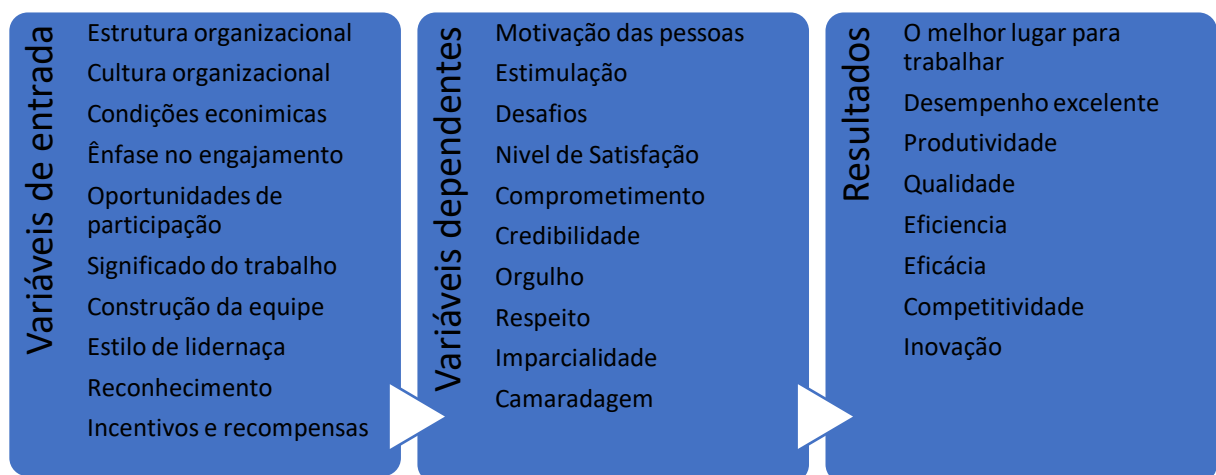 Variáveis de entrada
Estrutura organizacional
Cultura organizacional
Condições econimicas
Ênfase no engajamento
Oportunidades de
participação
Significado do trabalho
Construção da equipe
Estilo de lidernaça
Reconhecimento
Incentivos e recompensas
Variáveis dependentes
Motivação das pessoas
Estimulação
Desafios
Nivel de Satisfação
Comprometimento
Credibilidade
Orgulho
Respeito
Imparcialidade
Camaradagem
Resultados
O melhor lugar para
trabalhar
Desempenho excelente
Produtividade
Qualidade
Eficiencia
Eficácia
Competitividade
Inovação